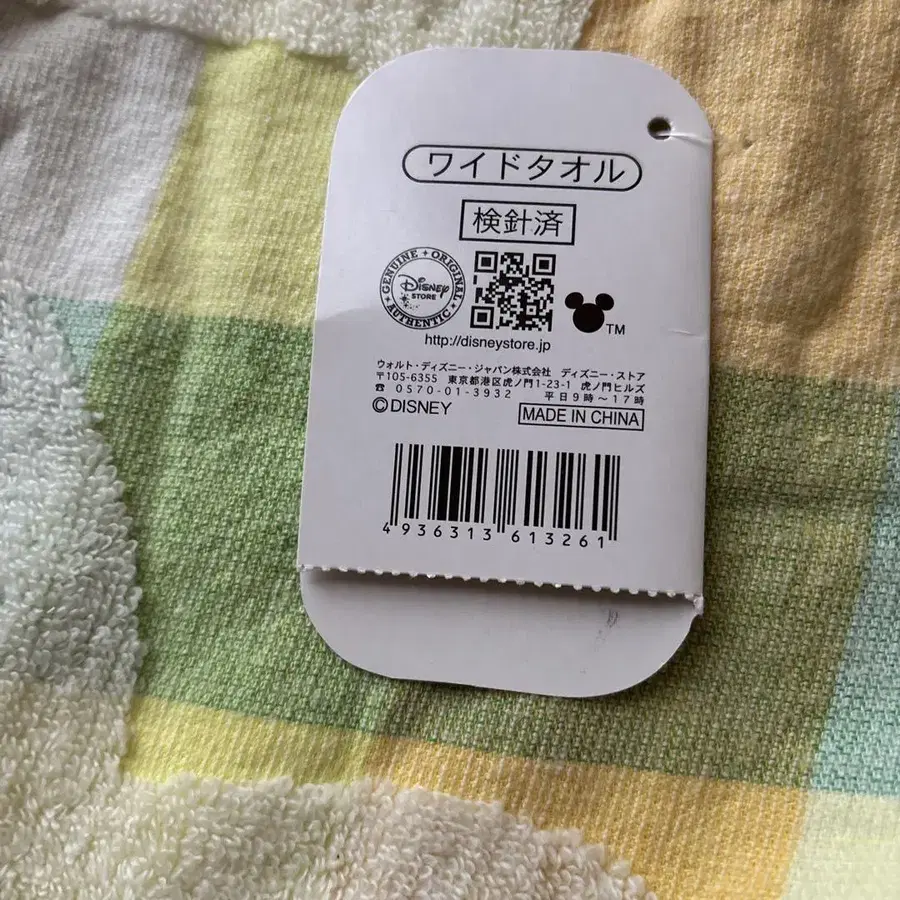 ワイドタオル
検針済
GENUINE ORIGINAL
Disney
STORE
AUTHENTIC
TM
http://disneystore.jp
ウォルト・ディズニー・ジャパン株式会社 ディズニー・ストア
〒105-6355 東京都港区虎ノ門1-23-1 虎ノ門ヒルズ
☎ 0570-01-3932 平日9時～17時
©DISNEY
MADE IN CHINA
4936313613261